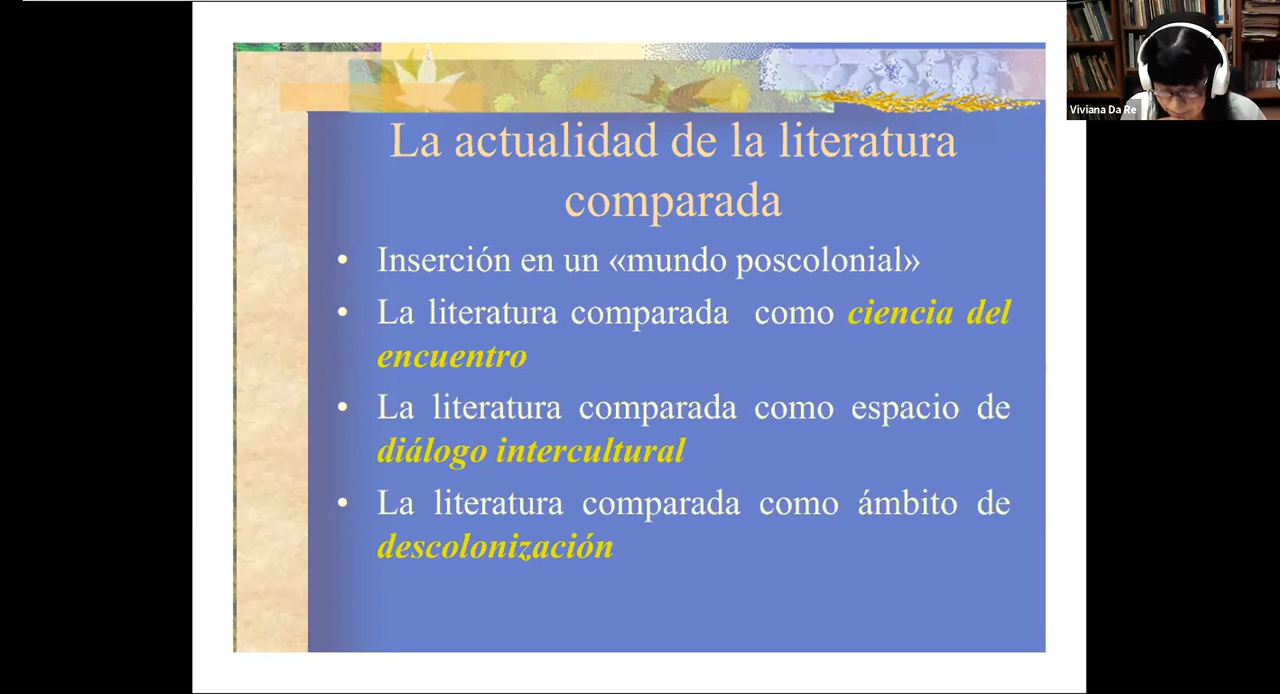 La actualidad de la literatura
comparada
• Inserción en un «mundo poscolonial»
• La literatura comparada como ciencia del
encuentro
• La literatura comparada como espacio de
diálogo intercultural
• La literatura comparada como ámbito de
descolonización
Viviana Da Re